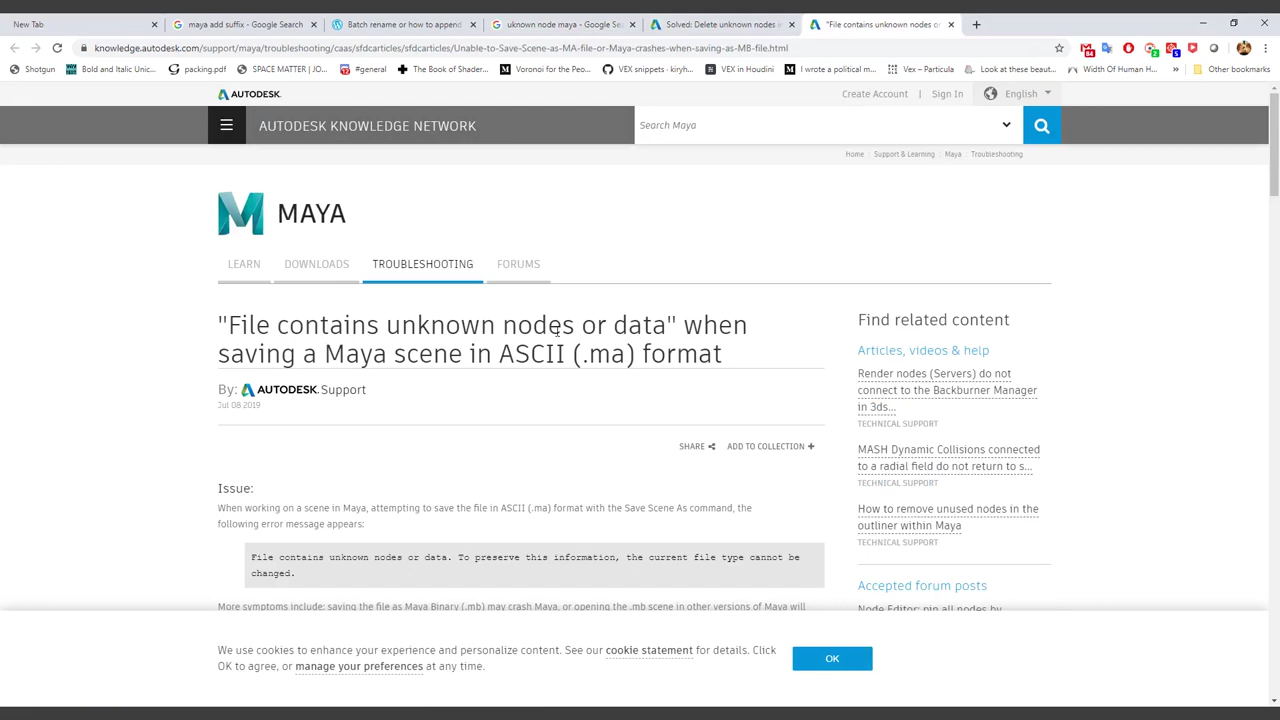 New Tab
maya add suffix - Google Search
Batch rename or how to append
uknown node maya - Google Se
Solved: Delete unknown nodes i
"File contains unknown nodes or
knowledge.autodesk.com/support/maya/troubleshooting/caas/sfdcarticles/sfdcarticles/Unable-to-Save-Scene-as-MA-file-or-Maya-crashes-when-saving-as-MB-file.html
Shotgun
Bold and Italic Unic...
packing.pdf
SPACE MATTER | JO...
#general
The Book of Shader...
Voronoi for the Peo...
VEX snippets - kiryh...
VEX in Houdini
I wrote a political m...
Vex – Particula
Look at these beaut...
Width Of Human H...
»
Other bookmarks
AUTODESK.
Create Account | Sign In
English
AUTODESK KNOWLEDGE NETWORK
Search Maya
Home
Support & Learning
Maya
Troubleshooting
MAYA
LEARN
DOWNLOADS
TROUBLESHOOTING
FORUMS
"File contains unknown nodes or data" when
saving a Maya scene in ASCII (.ma) format
By: AUTODESK. Support
Jul 08 2019
SHARE
ADD TO COLLECTION
Issue:
When working on a scene in Maya, attempting to save the file in ASCII (.ma) format with the Save Scene As command, the
following error message appears:
File contains unknown nodes or data. To preserve this information, the current file type cannot be
changed.
More symptoms include: saving the file as Maya Binary (.mb) may crash Maya, or opening the .mb scene in other versions of Maya will
Find related content
Articles, videos & help
Render nodes (Servers) do not
connect to the Backburner Manager
in 3ds...
TECHNICAL SUPPORT
MASH Dynamic Collisions connected
to a radial field do not return to s...
TECHNICAL SUPPORT
How to remove unused nodes in the
outliner within Maya
TECHNICAL SUPPORT
Accepted forum posts
Node Editor: pin all nodes by
We use cookies to enhance your experience and personalize content. See our cookie statement for details. Click
OK to agree, or manage your preferences at any time.
OK